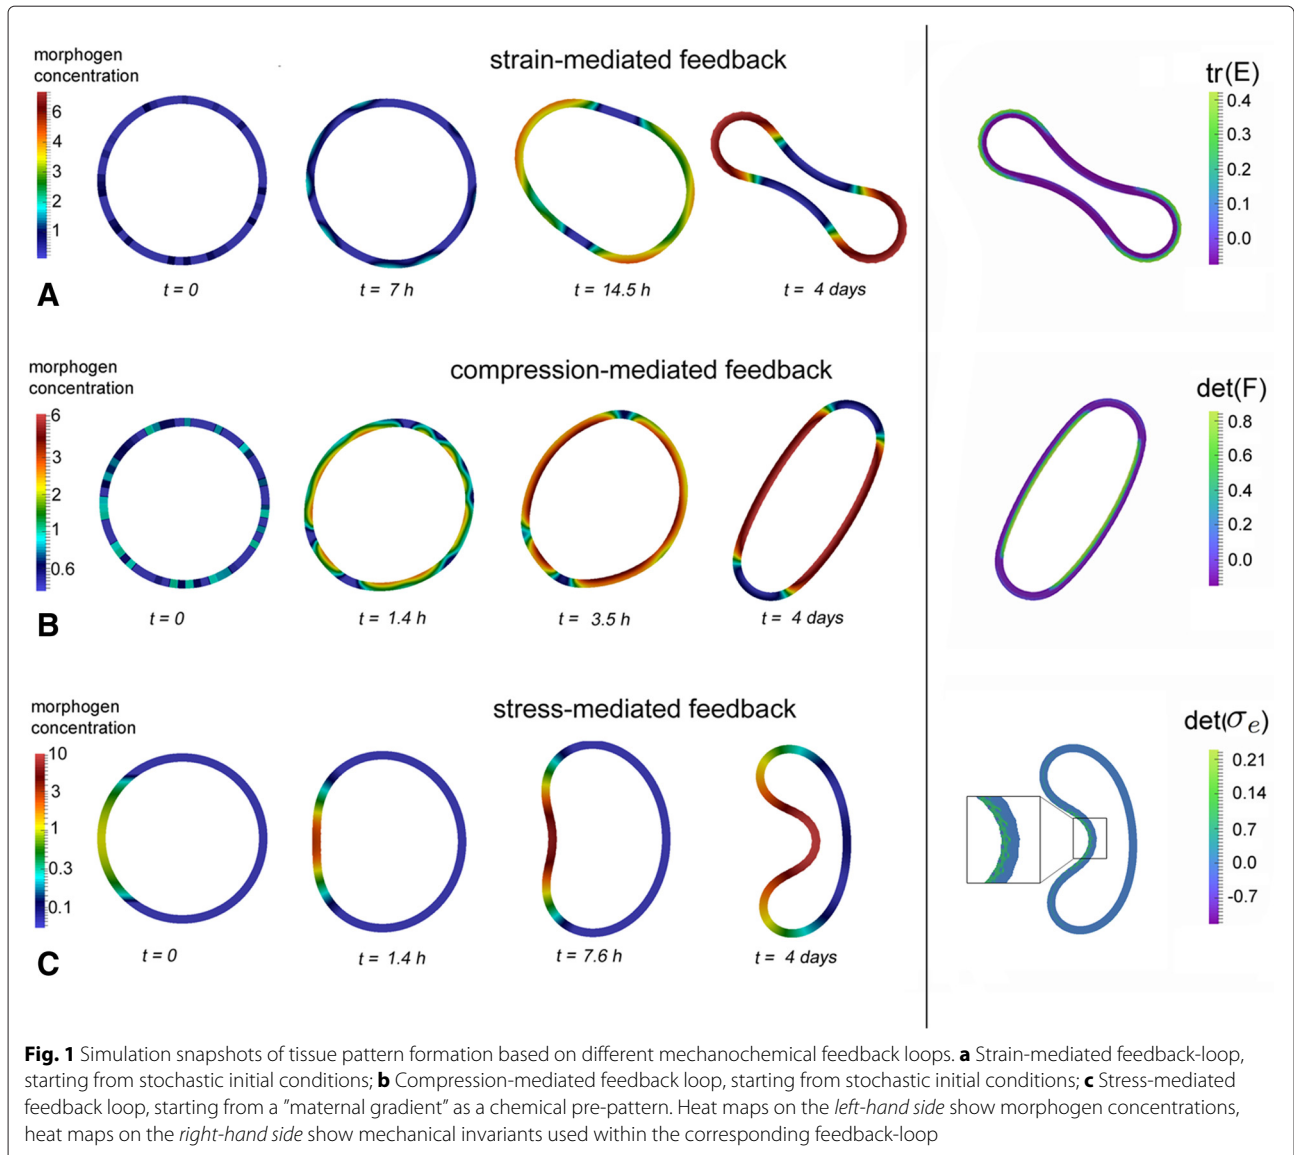 morphogen
concentration
strain-mediated feedback
6
4
3
2
1
t = 0
t = 7 h
t = 14.5 h
t = 4 days
A
tr(E)
0.4
0.3
0.2
0.1
0.0
morphogen
concentration
compression-mediated feedback
6
3
2
1
0.6
t = 0
t = 1.4 h
t = 3.5 h
t = 4 days
B
det(F)
0.8
0.6
0.4
0.2
0.0
morphogen
concentration
stress-mediated feedback
10
3
1
0.3
0.1
t = 0
t = 1.4 h
t = 7.6 h
t = 4 days
C
det(σe)
0.21
0.14
0.7
0.0
-0.7
Fig. 1 Simulation snapshots of tissue pattern formation based on different mechanochemical feedback loops. a Strain-mediated feedback-loop,
starting from stochastic initial conditions; b Compression-mediated feedback loop, starting from stochastic initial conditions; c Stress-mediated
feedback loop, starting from a "maternal gradient" as a chemical pre-pattern. Heat maps on the left-hand side show morphogen concentrations,
heat maps on the right-hand side show mechanical invariants used within the corresponding feedback-loop